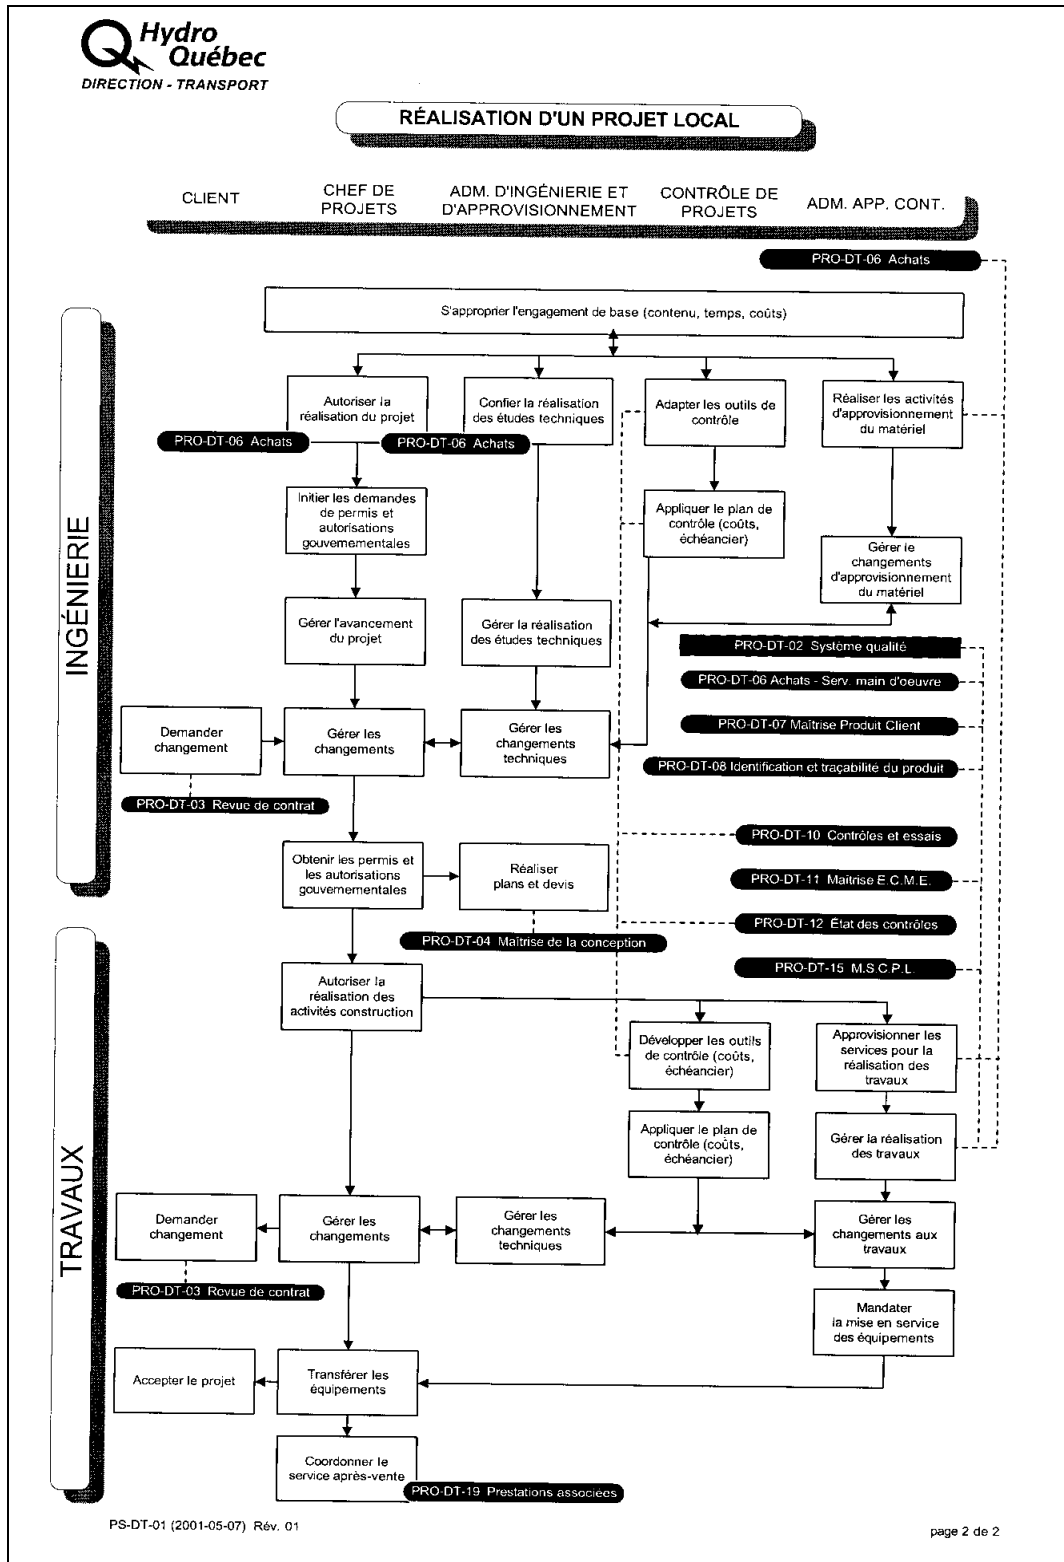 Hydro
Québec
DIRECTION - TRANSPORT
RÉALISATION D'UN PROJET LOCAL
CLIENT
CHEF DE
PROJETS
ADM. D'INGÉNIERIE ET
D'APPROVISIONNEMENT
CONTRÔLE DE
PROJETS
ADM. APP. CONT.
PRO-DT-06 Achats
S'approprier l'engagement de base (contenu, temps, coûts)
INGÉNIERIE
Autoriser la
réalisation du projet
Confier la réalisation
des études techniques
Adapter les outils de
contrôle
Réaliser les activités
d'approvisionnement
du matériel
PRO-DT-06 Achats
PRO-DT-06 Achats
Initier les demandes
de permis et
autorisations
gouvernementales
Appliquer le plan de
contrôle (coûts,
échéancier)
Gérer le
changements
d'approvisionnement
du matériel
Gérer l'avancement
du projet
Gérer la réalisation
des études techniques
PRO-DT-02 Système qualité
PRO-DT-06 Achats - Serv. main d'oeuvre
PRO-DT-07 Maîtrise Produit Client
PRO-DT-08 Identification et traçabilité du produit
Demander
changement
Gérer les
changements
Gérer les
changements
techniques
PRO-DT-03 Revue de contrat
PRO-DT-10 Contrôles et essais
Obtenir les permis et
les autorisations
gouvernementales
Réaliser
plans et devis
PRO-DT-11 Maîtrise E.C.M.E.
PRO-DT-12 État des contrôles
PRO-DT-04 Maîtrise de la conception
PRO-DT-15 M.S.C.P.L.
TRAVAUX
Autoriser la
réalisation des
activités construction
Développer les outils
de contrôle (coûts,
échéancier)
Approvisionner les
services pour la
réalisation des
travaux
Appliquer le plan de
contrôle (coûts,
échéancier)
Gérer la réalisation
des travaux
Demander
changement
Gérer les
changements
Gérer les
changements
techniques
Gérer les
changements aux
travaux
PRO-DT-03 Revue de contrat
Mandater
la mise en service
des équipements
Accepter le projet
Transférer les
équipements
Coordonner le
service après-vente
PRO-DT-19 Prestations associées
PS-DT-01 (2001-05-07) Rév. 01
page 2 de 2